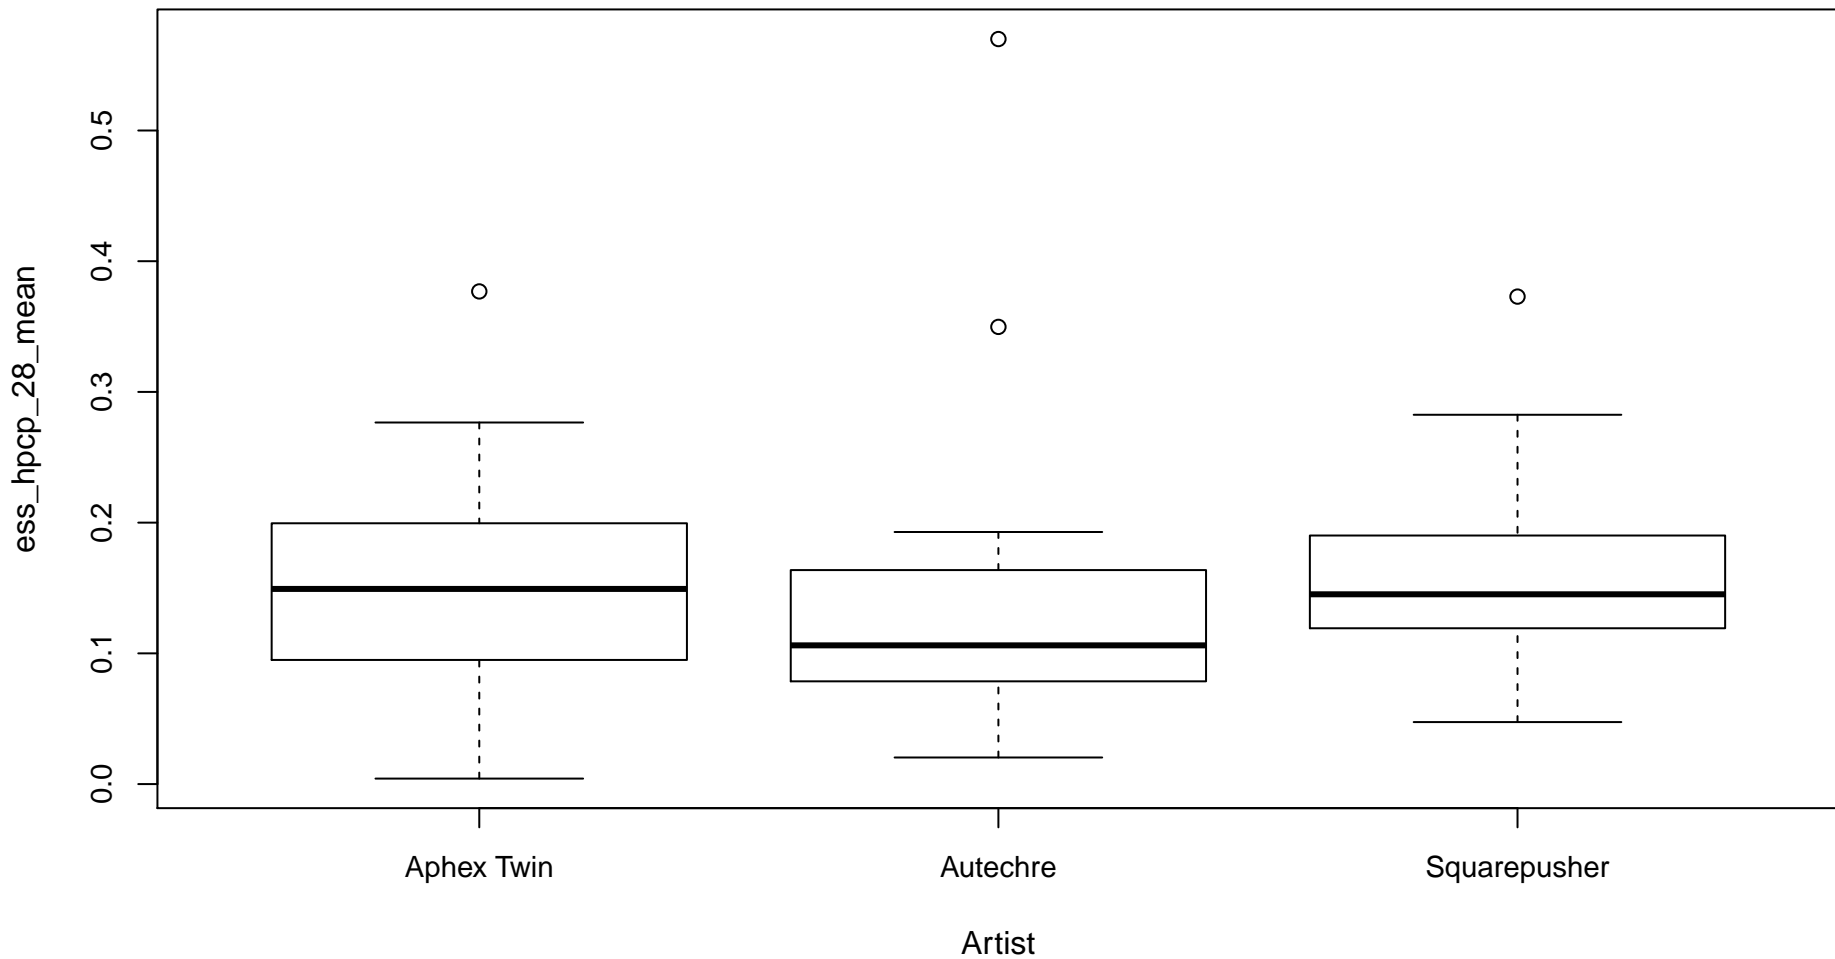 ess_hpcp_28_mean
0.5
0.4
0.3
0.2
0.1
0.0
Aphex Twin
Autechre
Squarepusher
Artist